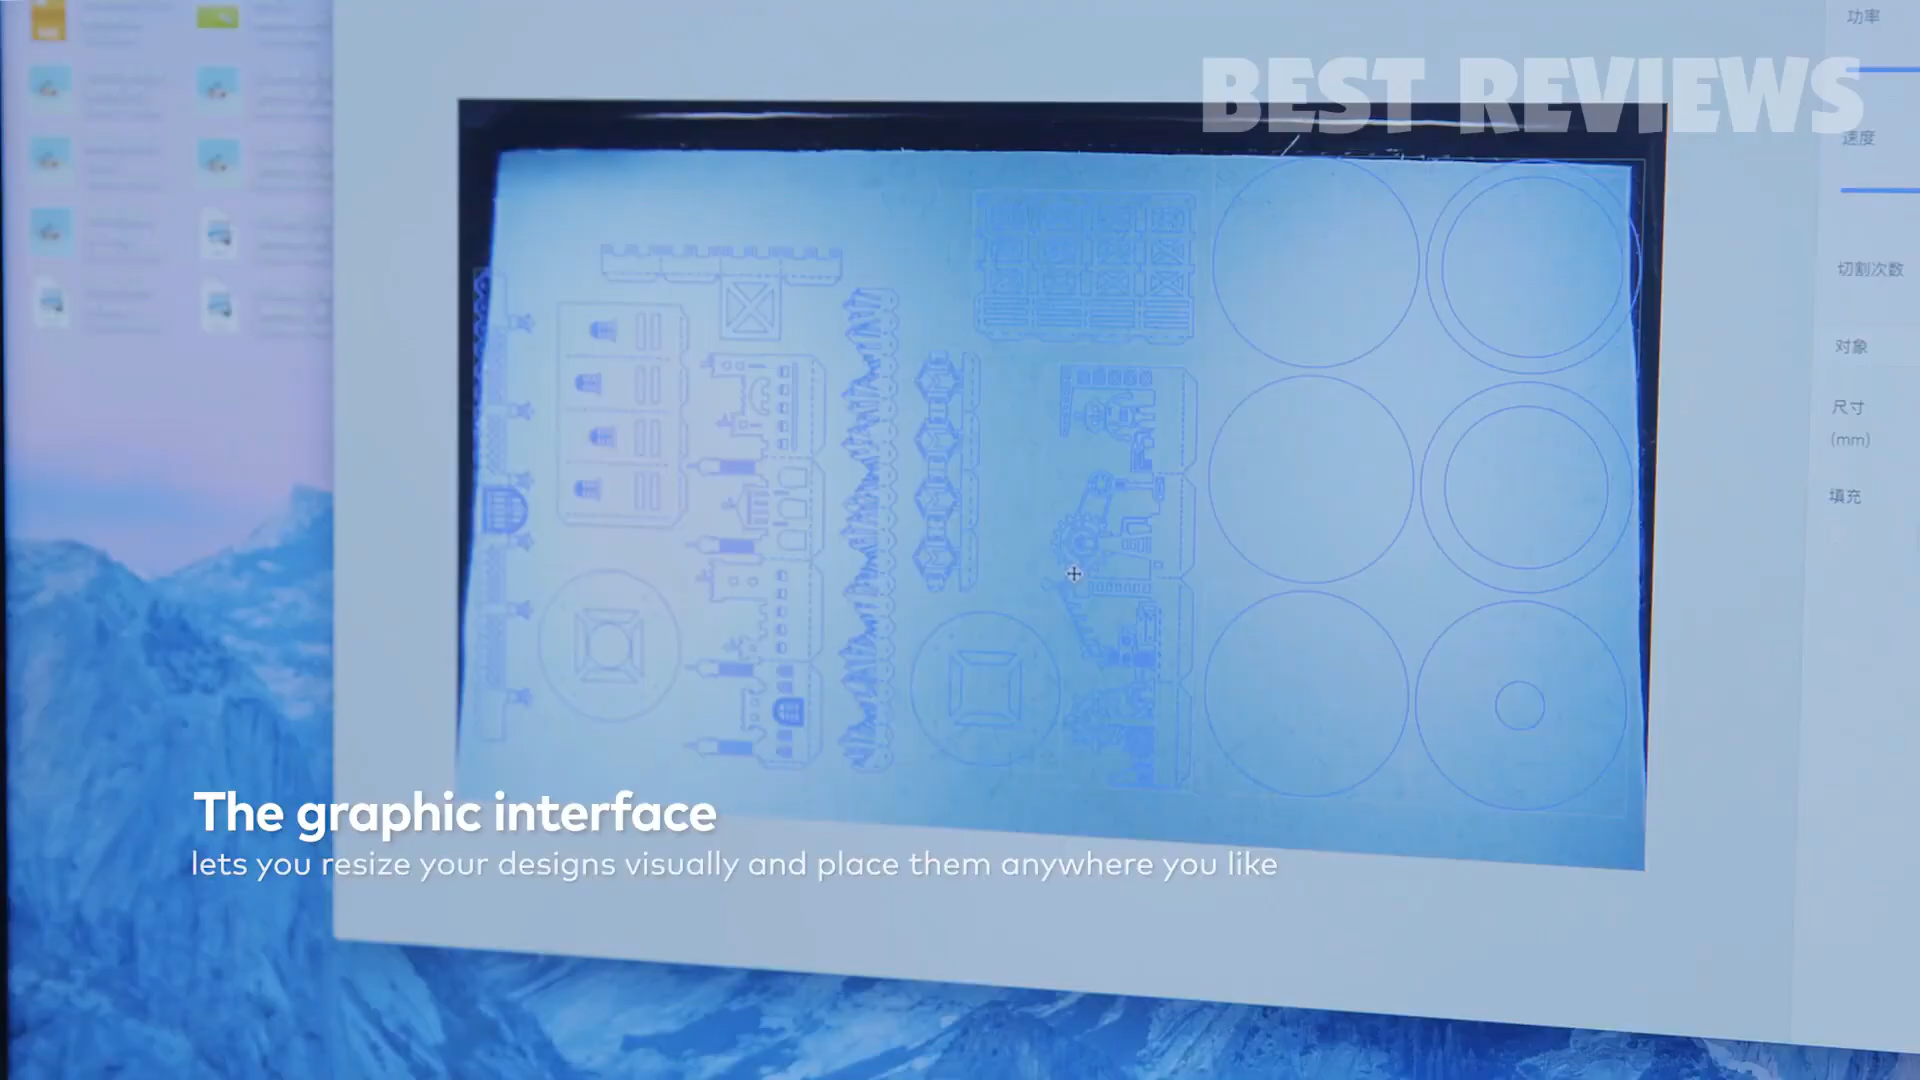 功率
BEST REVIEWS
速度
切割次数
对象
尺寸
(mm)
填充
The graphic interface
lets you resize your designs visually and place them anywhere you like